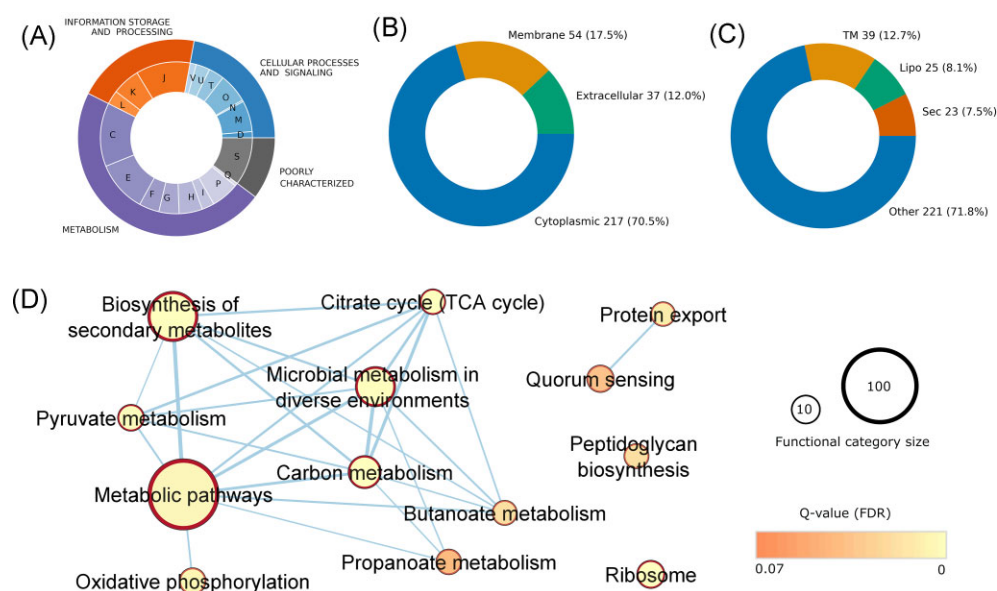 (A)
INFORMATION STORAGE
AND PROCESSING
CELLULAR PROCESSES
AND SIGNALING
J
K
L
V
U
T
O
N
M
D
S
Q
P
I
H
G
F
E
C
POORLY
CHARACTERIZED
METABOLISM
(B)
Membrane 54 (17.5%)
Extracellular 37 (12.0%)
Cytoplasmic 217 (70.5%)
(C)
TM 39 (12.7%)
Lipo 25 (8.1%)
Sec 23 (7.5%)
Other 221 (71.8%)
(D)
Biosynthesis of
secondary metabolites
Citrate cycle (TCA cycle)
Protein export
Microbial metabolism in
diverse environments
Quorum sensing
Pyruvate metabolism
Peptidoglycan
biosynthesis
Carbon metabolism
Metabolic pathways
Butanoate metabolism
Propanoate metabolism
Oxidative phosphorylation
Ribosome
10
100
Functional category size
Q-value (FDR)
0.07
0